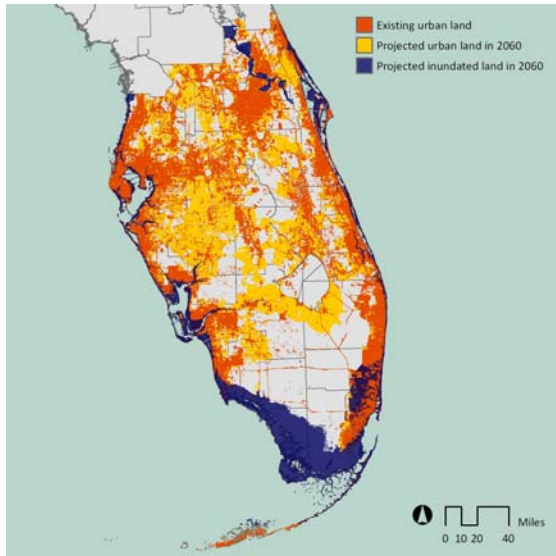 Existing urban land
Projected urban land in 2060
Projected inundated land in 2060
Miles
0 10 20 40